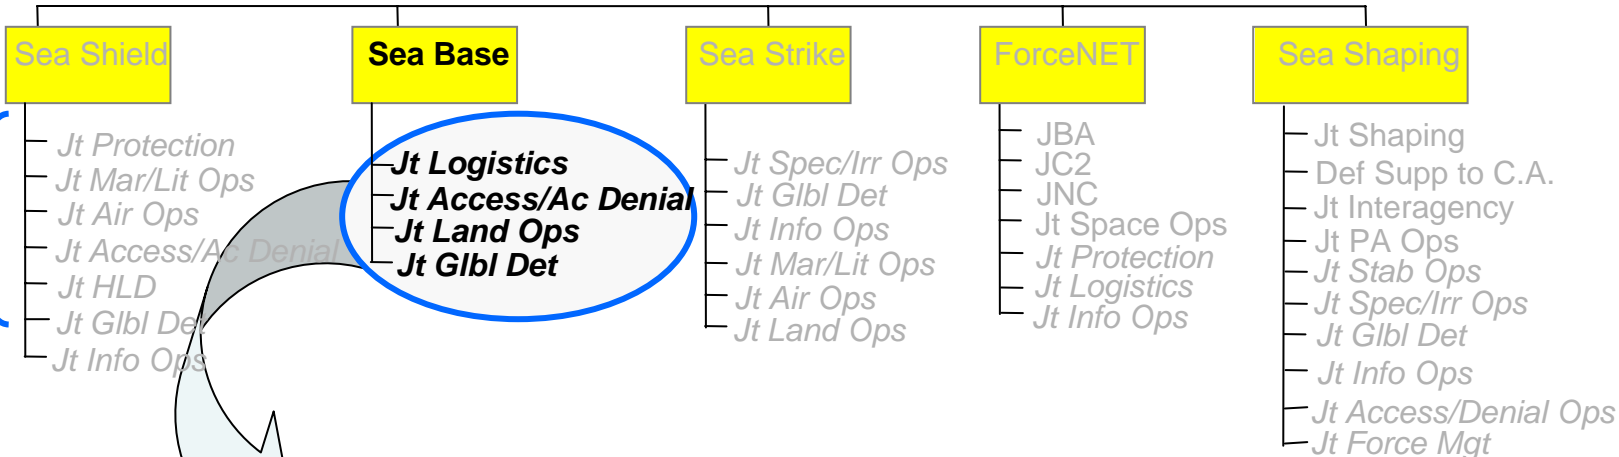 Sea Shield
Jt Protection
Jt Mar/Lit Ops
Jt Air Ops
Jt Access/Ac Denial
Jt HLD
Jt Glbl Det
Jt Info Ops
Sea Base
Jt Logistics
Jt Access/Ac Denial
Jt Land Ops
Jt Glbl Det
Sea Strike
Jt Spec/Irr Ops
Jt Glbl Det
Jt Info Ops
Jt Mar/Lit Ops
Jt Air Ops
Jt Land Ops
ForceNET
JBA
JC2
JNC
Jt Space Ops
Jt Protection
Jt Logistics
Jt Info Ops
Sea Shaping
Jt Shaping
Def Supp to C.A.
Jt Interagency
Jt PA Ops
Jt Stab Ops
Jt Spec/Irr Ops
Jt Glbl Det
Jt Info Ops
Jt Access/Denial Ops
Jt Force Mgt